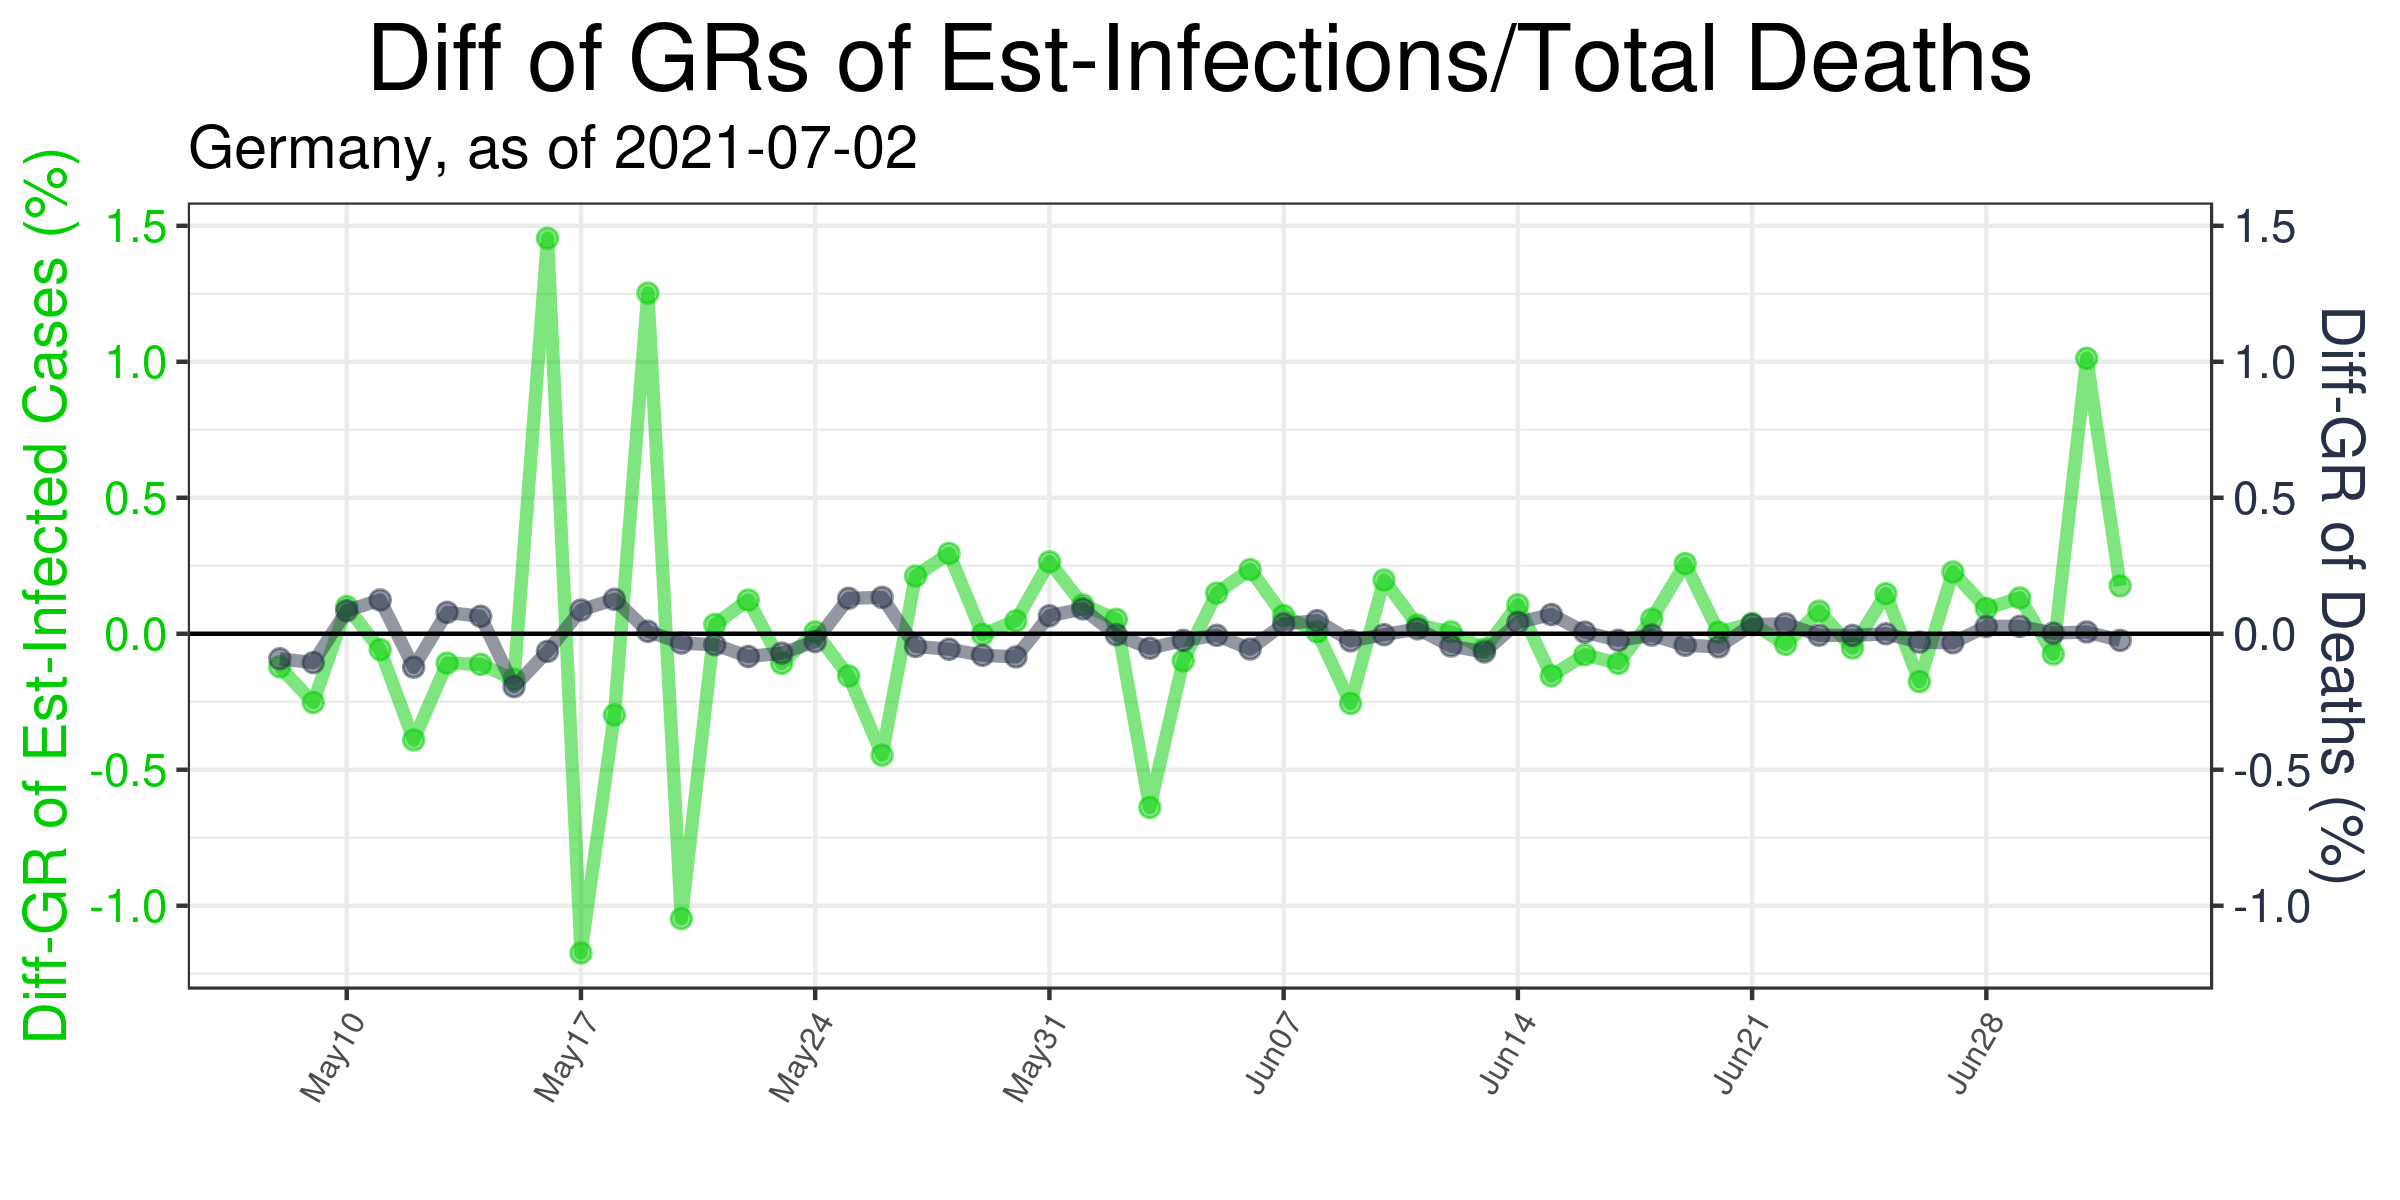 Diff of GRs of Est-Infections/Total Deaths
Germany, as of 2021-07-02
Diff-GR of Est-Infected Cases (%)
1.5
1.0
0.5
0.0
-0.5
-1.0
1.5
1.0
0.5
0.0
-0.5
-1.0
Diff-GR of Deaths (%)
May10
May17
May24
May31
Jun07
Jun14
Jun21
Jun28